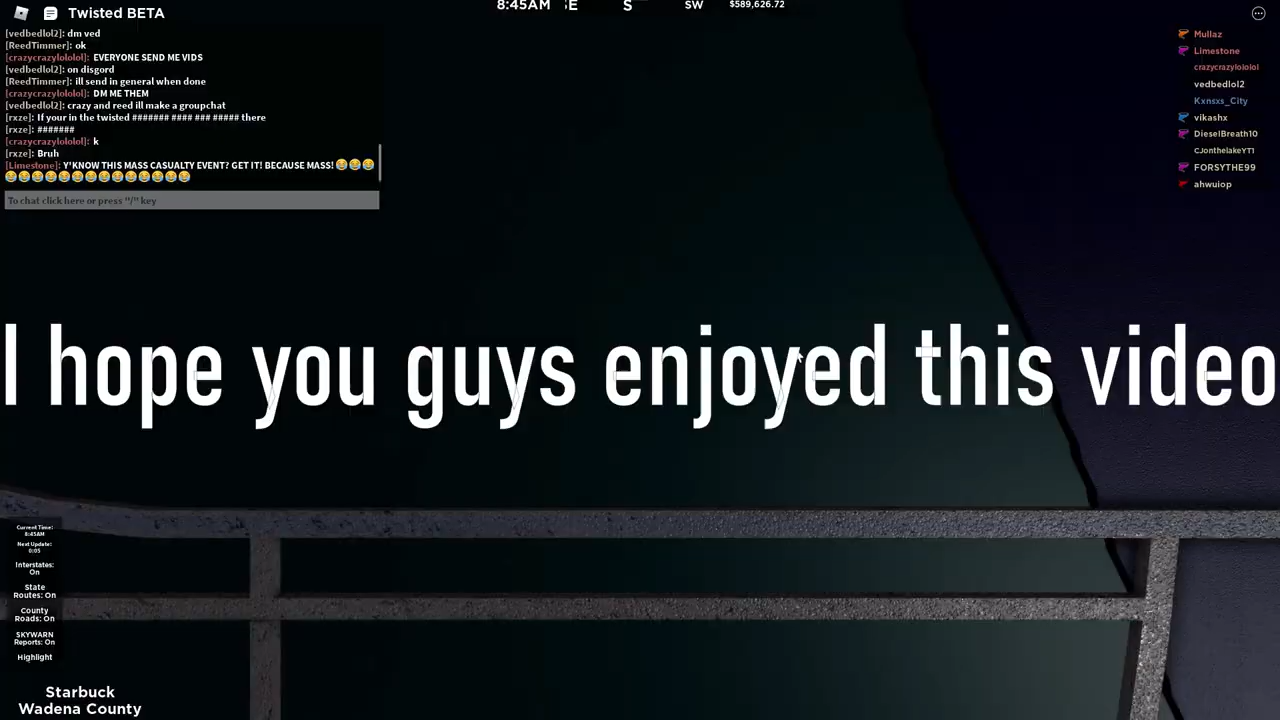 Twisted BETA
8:45AM
E
S
SW
$589,626.72
[vedbedlol2]: dm ved
[ReedTimmer]: ok
[crazycrazylololol]: EVERYONE SEND ME VIDS
[vedbedlol2]: on disgord
[ReedTimmer]: ill send in general when done
[crazycrazylololol]: DM ME THEM
[vedbedlol2]: crazy and reed ill make a groupchat
[rxze]: If your in the twisted ####### #### ### ##### there
[rxze]: #######
[crazycrazylololol]: k
[rxze]: Bruh
[Limestone]: Y'KNOW THIS MASS CASUALTY EVENT? GET IT! BECAUSE MASS! 😂😂😂
😂😂😂😂😂😂😂😂😂😂😂😂😂😂
To chat click here or press "/" key
Mullaz
Limestone
crazycrazylololol
vedbedlol2
Kxnsxs_City
vikashx
DieselBreath10
CJonthelakeYT1
FORSYTHE99
ahwuiop
I hope you guys enjoyed this video
Current Time:
8:45AM
Next Update:
0:05
Interstates:
On
State
Routes: On
County
Roads: On
SKYWARN
Reports: On
Highlight
Starbuck
Wadena County